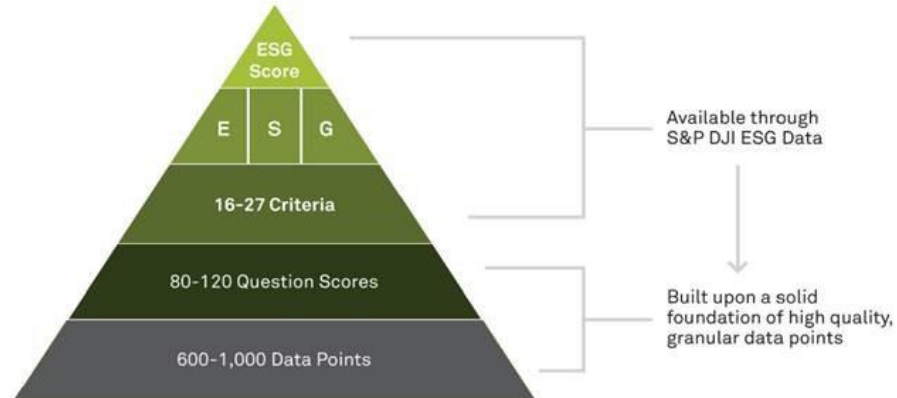 ESG
Score
E S G
16-27 Criteria
80-120 Question Scores
600-1,000 Data Points
Available through
S&P DJI ESG Data
Built upon a solid
foundation of high quality,
granular data points